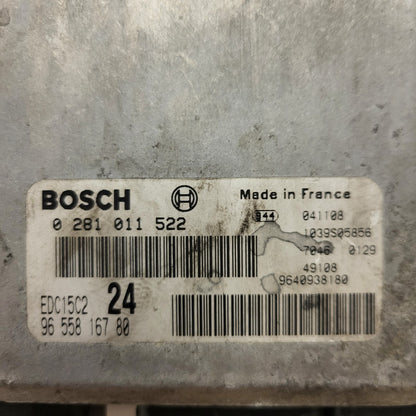 BOSCH
Made in France
0 281 011 522
944 041108
1039S05856
7046 0129
49108
9640938180
EDC15C2 24
96 558 167 80